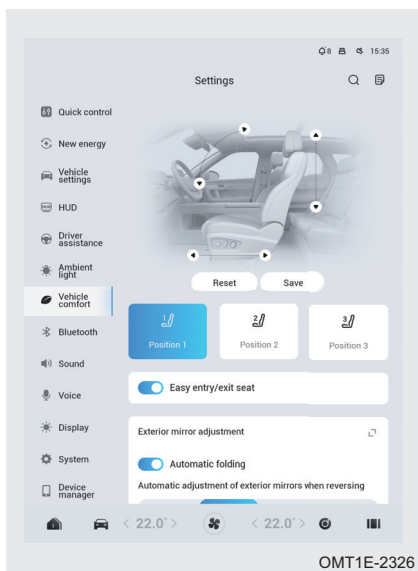 8 15:35
Settings
Quick control
New energy
Vehicle
settings
HUD
HUD
Driver
assistance
Ambient
light
Vehicle
comfort
Bluetooth
Sound
Voice
Display
System
Device
manager
Reset Save
1 2 3
Position 1 Position 2 Position 3
Easy entry/exit seat
Exterior mirror adjustment
Automatic folding
Automatic adjustment of exterior mirrors when reversing
< 22.0° > < 22.0° >
OMT1E-2326